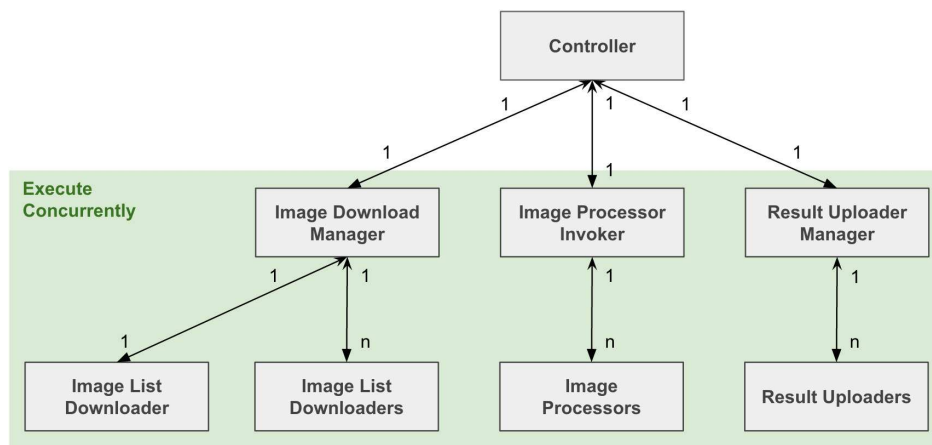 Controller
1
1
1
1
1
1
Execute
Concurrently
Image Download
Manager
Image Processor
Invoker
Result Uploader
Manager
1
1
1
1
1
n
n
n
Image List
Downloader
Image List
Downloaders
Image
Processors
Result Uploaders